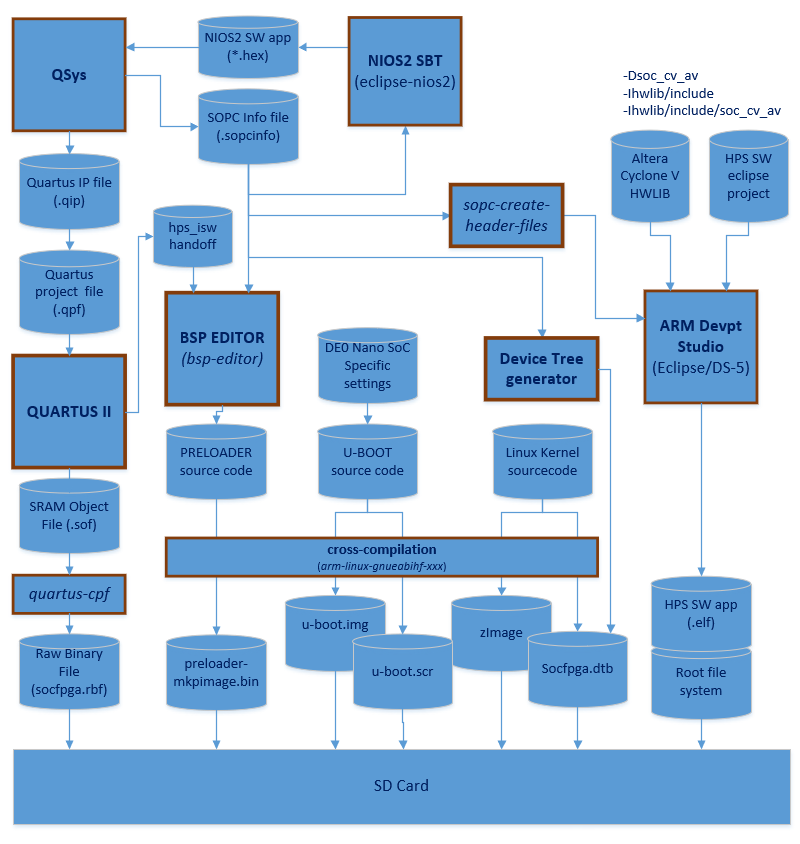 NIOS2 SW app
(*.hex)
QSys
NIOS2 SBT
(eclipse-nios2)
-Dsoc_cv_av
-Ihwlib/include
-Ihwlib/include/soc_cv_av
SOPC Info file
(.sopcinfo)
Altera
Cyclone V
HWLIB
HPS SW
eclipse
project
Quartus IP file
(.qip)
sopc-create-
header-files
hps_isw
handoff
Quartus
project file
(.qpf)
BSP EDITOR
(bsp-editor)
DE0 Nano SoC
Specific
settings
Device Tree
generator
ARM Devpt
Studio
(Eclipse/DS-5)
QUARTUS II
PRELOADER
source code
U-BOOT
source code
Linux Kernel
sourcecode
SRAM Object
File (.sof)
cross-compilation
(arm-linux-gnueabihf-xxx)
quartus-cpf
HPS SW app
(.elf)
u-boot.img
zImage
Raw Binary
File
(socfpga.rbf)
preloader-
mkpimage.bin
u-boot.scr
Socfpga.dtb
Root file
system
SD Card